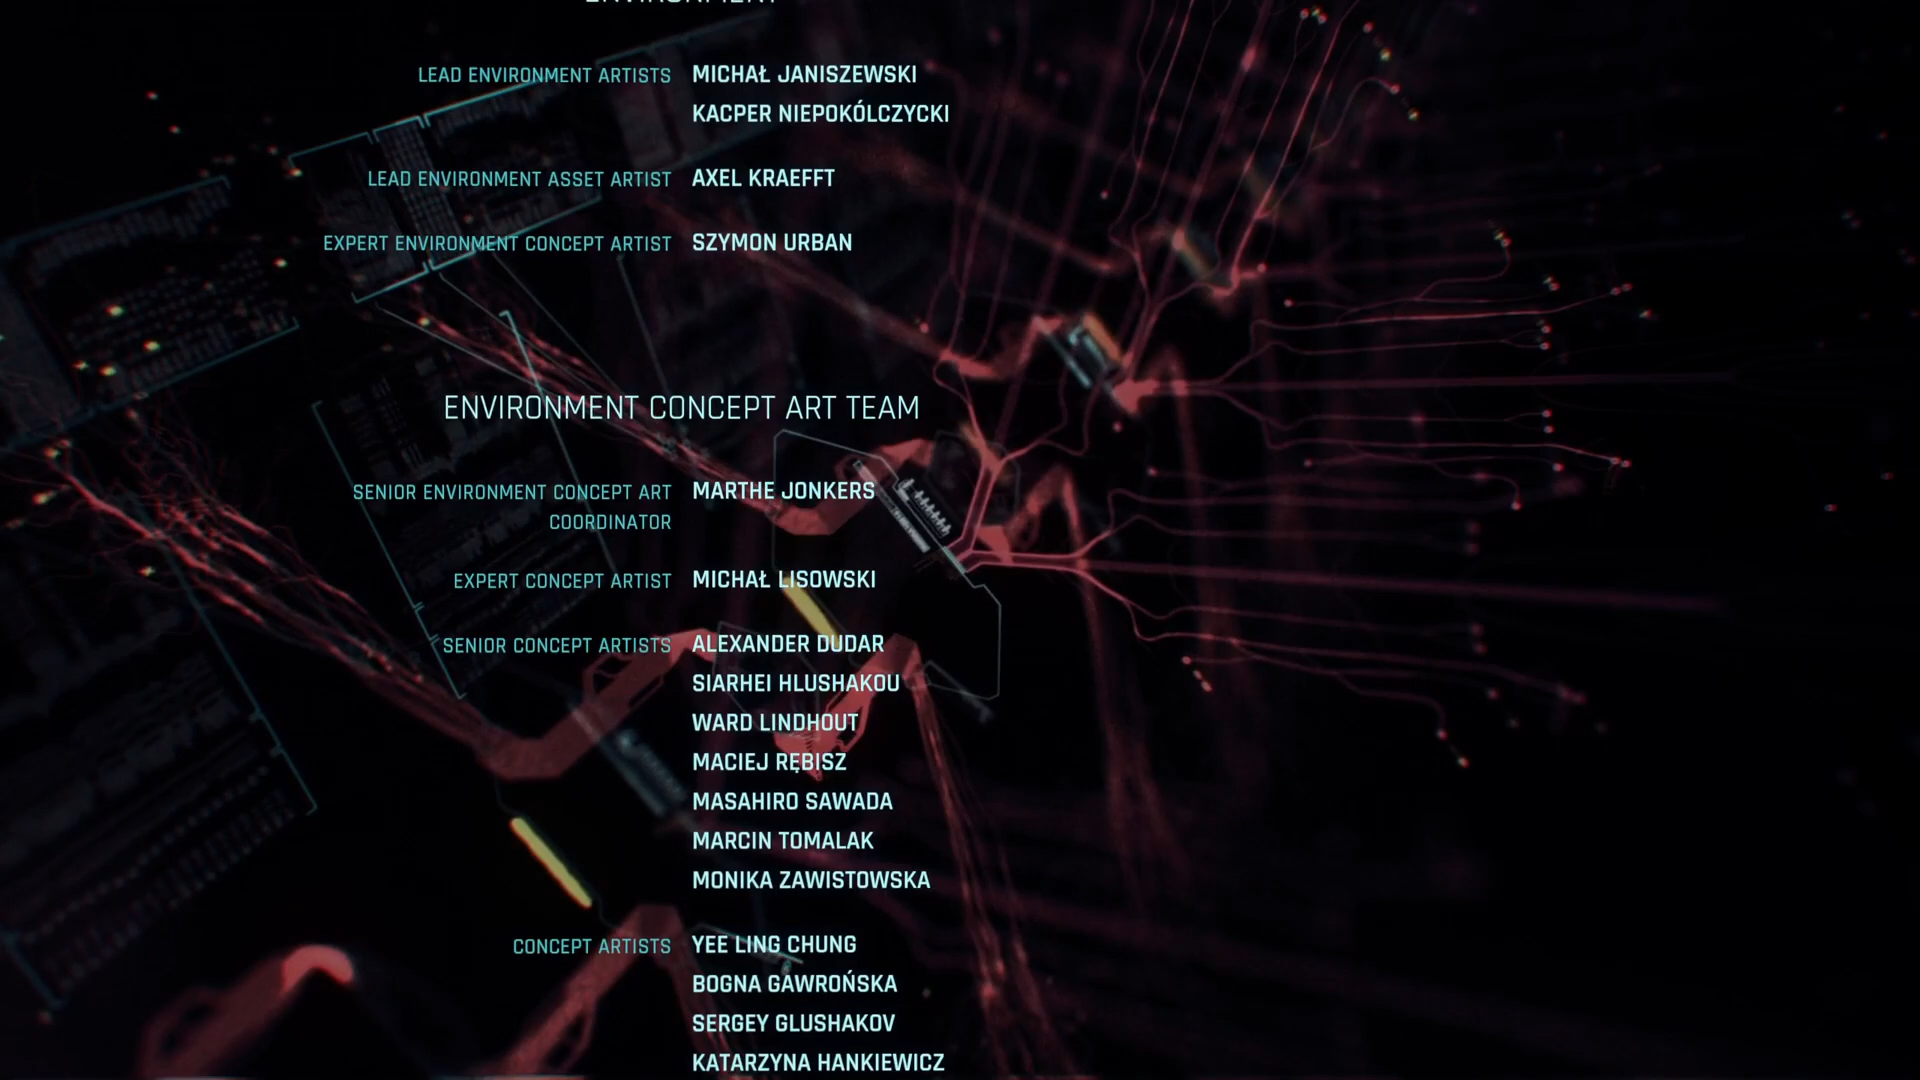 ENVIRONMENT
LEAD ENVIRONMENT ARTISTS MICHAŁ JANISZEWSKI
KACPER NIEPOKÓLCZYCKI
LEAD ENVIRONMENT ASSET ARTIST AXEL KRAEFFT
EXPERT ENVIRONMENT CONCEPT ARTIST SZYMON URBAN
ENVIRONMENT CONCEPT ART TEAM
SENIOR ENVIRONMENT CONCEPT ART MARTHE JONKERS
COORDINATOR
EXPERT CONCEPT ARTIST MICHAŁ LISOWSKI
SENIOR CONCEPT ARTISTS ALEXANDER DUDAR
SIARHEI HLUSHAKOU
WARD LINDHOUT
MACIEJ RĘBISZ
MASAHIRO SAWADA
MARCIN TOMALAK
MONIKA ZAWISTOWSKA
CONCEPT ARTISTS YEE LING CHUNG
BOGNA GAWROŃSKA
SERGEY GLUSHAKOV
KATARZYNA HANKIEWICZ